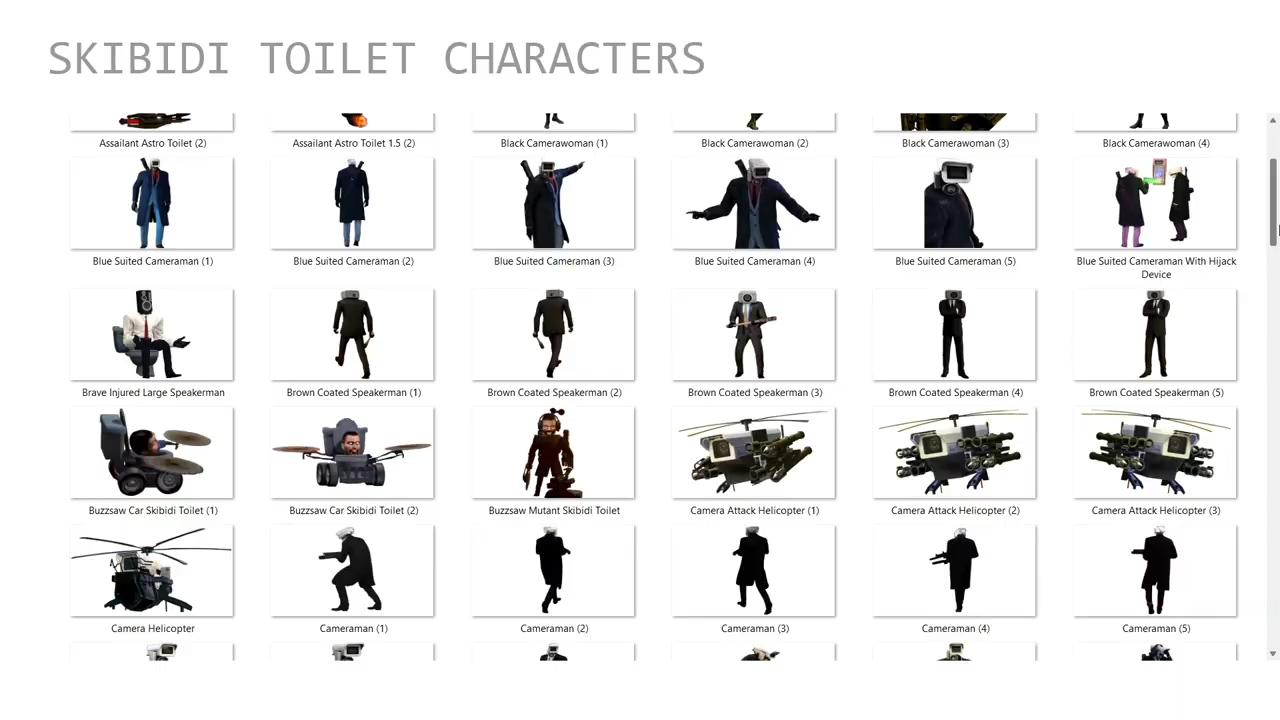 SKIBIDI TOILET CHARACTERS
Assailant Astro Toilet (2)
Assailant Astro Toilet 1.5 (2)
Black Camerawoman (1)
Black Camerawoman (2)
Black Camerawoman (3)
Black Camerawoman (4)
Blue Suited Cameraman (1)
Blue Suited Cameraman (2)
Blue Suited Cameraman (3)
Blue Suited Cameraman (4)
Blue Suited Cameraman (5)
Blue Suited Cameraman With Hijack
Device
Brave Injured Large Speakerman
Brown Coated Speakerman (1)
Brown Coated Speakerman (2)
Brown Coated Speakerman (3)
Brown Coated Speakerman (4)
Brown Coated Speakerman (5)
Buzzsaw Car Skibidi Toilet (1)
Buzzsaw Car Skibidi Toilet (2)
Buzzsaw Mutant Skibidi Toilet
Camera Attack Helicopter (1)
Camera Attack Helicopter (2)
Camera Attack Helicopter (3)
Camera Helicopter
Cameraman (1)
Cameraman (2)
Cameraman (3)
Cameraman (4)
Cameraman (5)